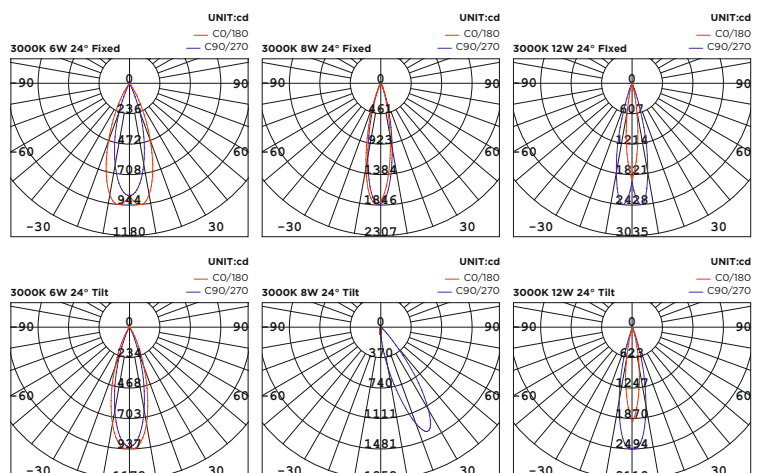 UNIT:cd
C0/180
C90/270
3000K 6W 24° Fixed
0
-90
90
236
472
-60
60
708
944
-30
30
1180
UNIT:cd
C0/180
C90/270
3000K 8W 24° Fixed
0
-90
90
461
923
-60
60
1384
1846
-30
30
2307
UNIT:cd
C0/180
C90/270
3000K 12W 24° FIxed
0
-90
90
607
1214
-60
60
1821
2428
-30
30
3035
UNIT:cd
C0/180
C90/270
3000K 6W 24° Tilt
0
-90
90
234
468
-60
60
703
937
-30
30
UNIT:cd
C0/180
C90/270
3000K 8W 24° Tilt
0
-90
90
370
740
-60
60
1111
1481
-30
30
UNIT:cd
C0/180
C90/270
3000K 12W 24° Tilt
0
-90
90
623
1247
-60
60
1870
2494
-30
30